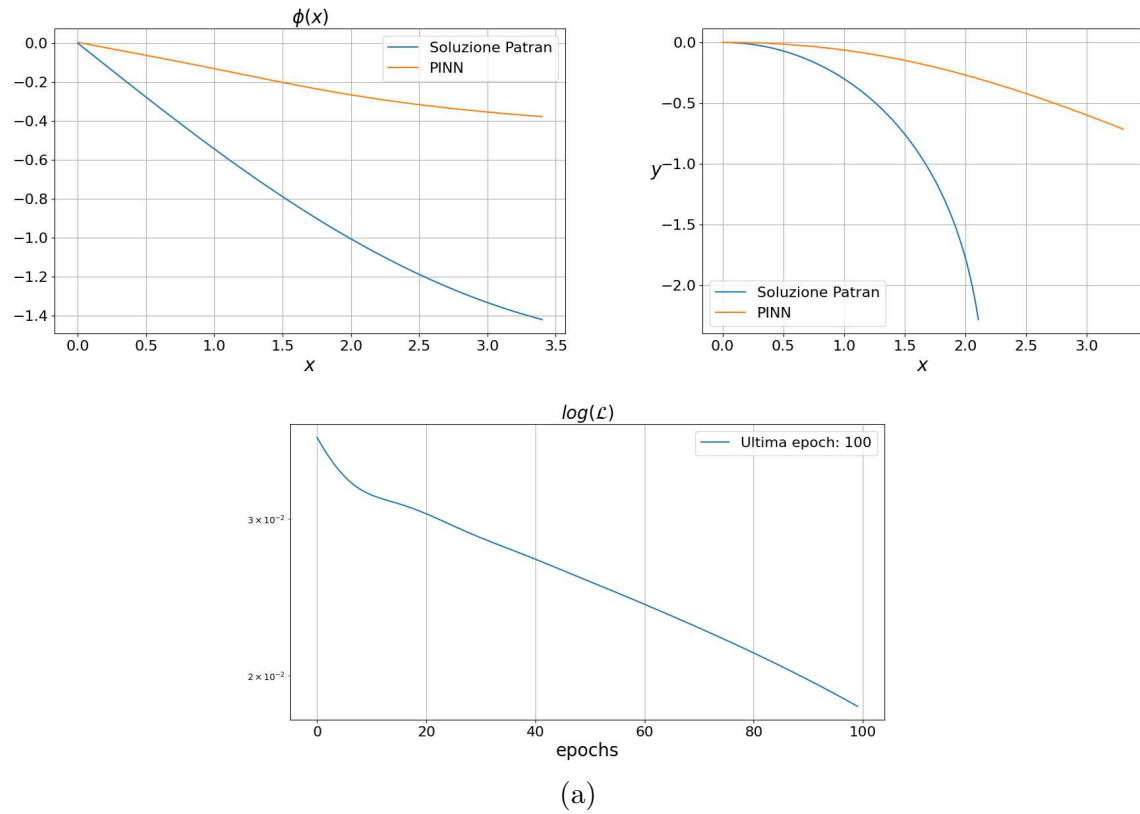 ϕ(x)
0.0
−0.2
−0.4
−0.6
−0.8
−1.0
−1.2
−1.4
Soluzione Patran
PINN
0.0 0.5 1.0 1.5 2.0 2.5 3.0 3.5
x
0.0
−0.5
−1.0
−1.5
−2.0
y
Soluzione Patran
PINN
0.0 0.5 1.0 1.5 2.0 2.5 3.0
x
log(ℒ)
Ultima epoch: 100
3 × 10⁻²
2 × 10⁻²
0 20 40 60 80 100
epochs
(a)